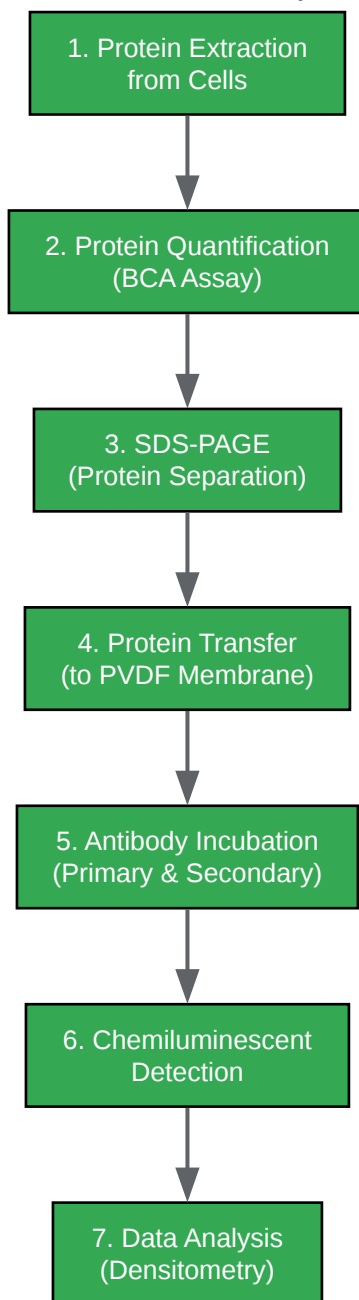 1. Protein Extraction
from Cells
2. Protein Quantification
(BCA Assay)
3. SDS-PAGE
(Protein Separation)
4. Protein Transfer
(to PVDF Membrane)
5. Antibody Incubation
(Primary & Secondary)
6. Chemiluminescent
Detection
7. Data Analysis
(Densitometry)